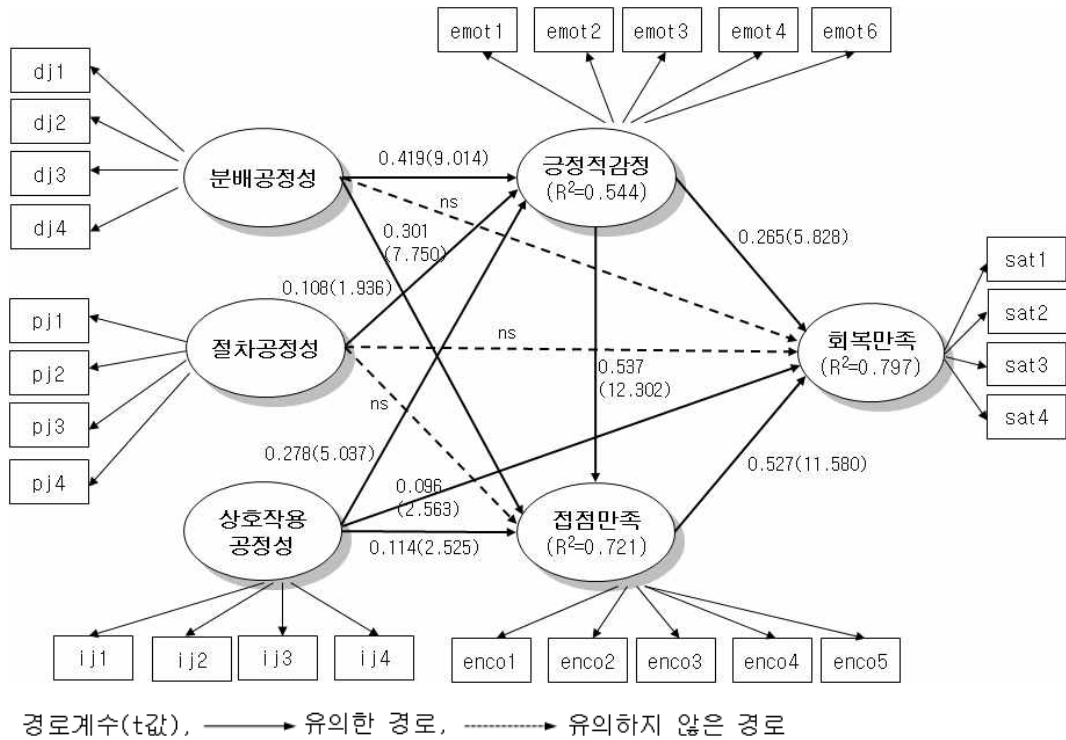 emot1
emot2
emot3
emot4
emot6
dj1
dj2
dj3
dj4
분배공정성
긍정적감정
(R²=0.544)
0.419(9.014)
ns
0.301
(7.750)
0.265(5.828)
0.108(1.936)
pj1
pj2
pj3
pj4
절차공정성
ns
ns
0.537
(12.302)
회복만족
(R²=0.797)
sat1
sat2
sat3
sat4
0.278(5.037)
0.096
(2.563)
0.527(11.580)
상호작용
공정성
0.114(2.525)
접점만족
(R²=0.721)
ij1
ij2
ij3
ij4
enco1
enco2
enco3
enco4
enco5
경로계수(t값), 유의한 경로, 유의하지 않은 경로